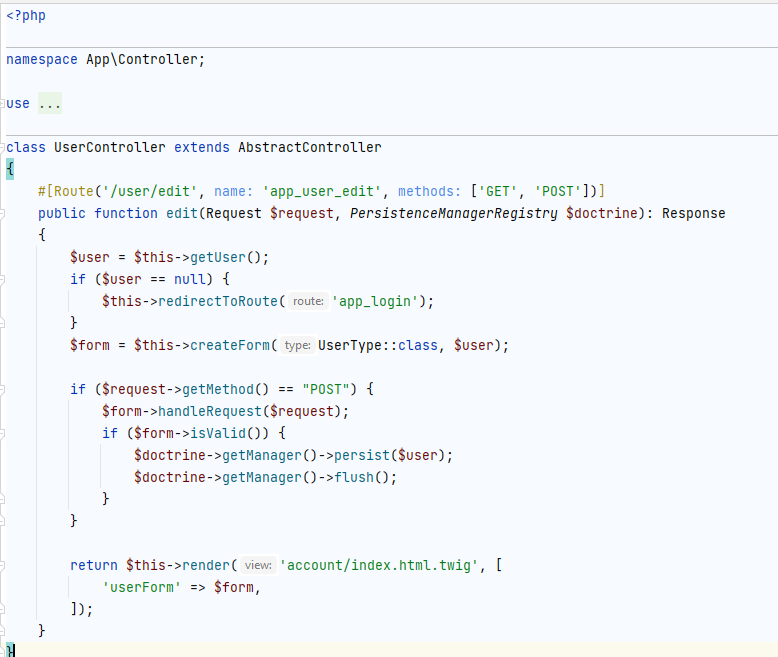 <?php
namespace App\Controller;
use ...
class UserController extends AbstractController
{
    #[Route('/user/edit', name: 'app_user_edit', methods: ['GET', 'POST'])]
    public function edit(Request $request, PersistenceManagerRegistry $doctrine): Response
    {
        $user = $this->getUser();
        if ($user == null) {
            $this->redirectToRoute( route: 'app_login');
        }
        $form = $this->createForm( type: UserType::class, $user);
        if ($request->getMethod() == "POST") {
            $form->handleRequest($request);
            if ($form->isValid()) {
                $doctrine->getManager()->persist($user);
                $doctrine->getManager()->flush();
            }
        }
        return $this->render( view: 'account/index.html.twig', [
            'userForm' => $form,
        ]);
    }
}